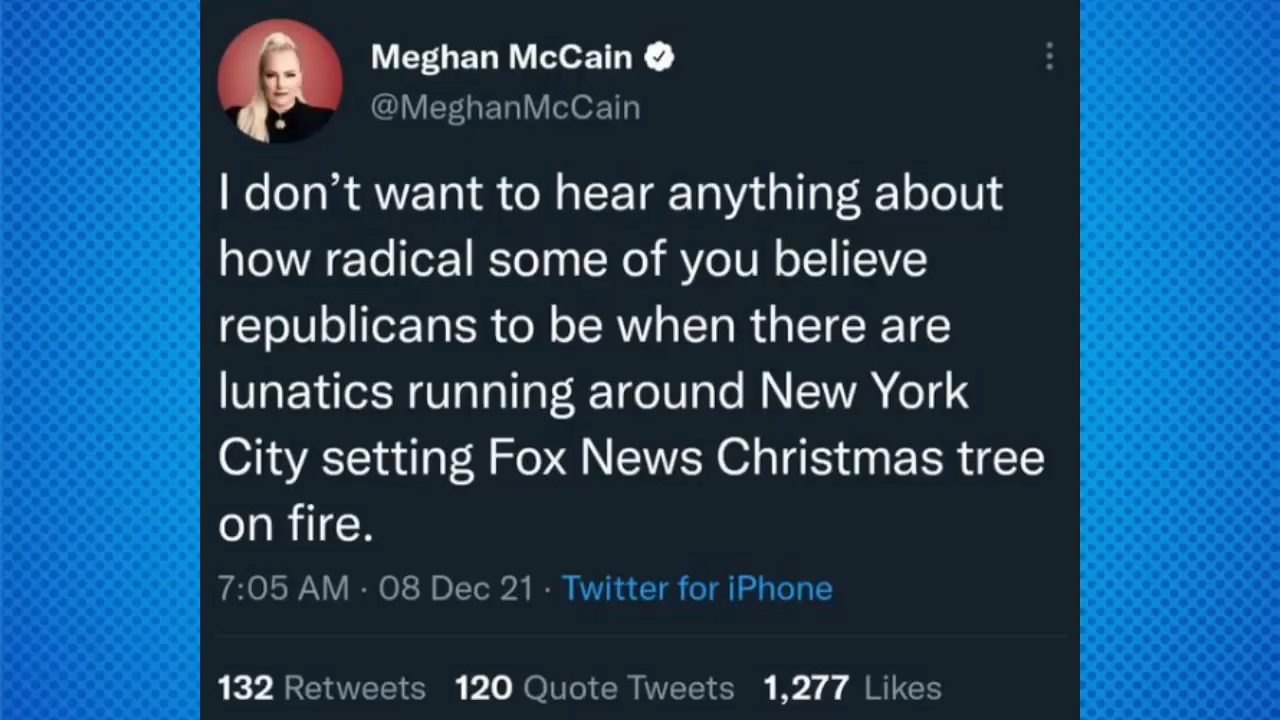 Meghan McCain
@MeghanMcCain
I don’t want to hear anything about
how radical some of you believe
republicans to be when there are
lunatics running around New York
City setting Fox News Christmas tree
on fire.
7:05 AM · 08 Dec 21 · Twitter for iPhone
132 Retweets 120 Quote Tweets 1,277 Likes